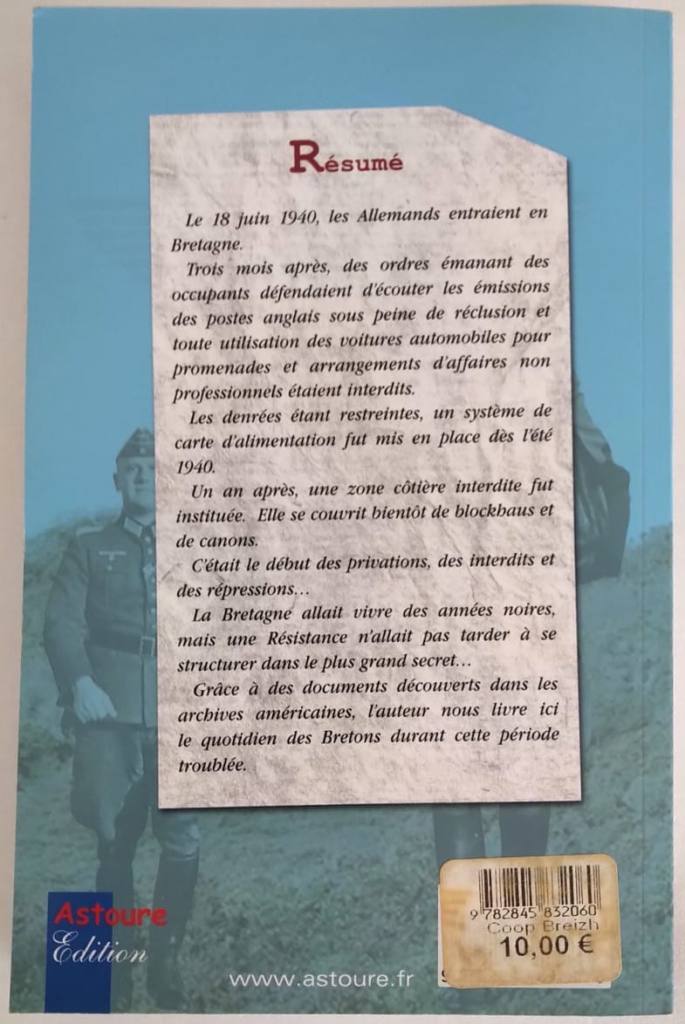 Résumé
Le 18 juin 1940, les Allemands entraient en
Bretagne.
Trois mois après, des ordres émanant des
occupants défendaient d'écouter les émissions
des postes anglais sous peine de réclusion et
toute utilisation des voitures automobiles pour
promenades et arrangements d'affaires non
professionnels étaient interdits.
Les denrées étant restreintes, un système de
carte d'alimentation fut mis en place dès l'été
1940.
Un an après, une zone côtière interdite fut
instituée. Elle se couvrit bientôt de blockhaus et
de canons.
C'était le début des privations, des interdits et
des répressions...
La Bretagne allait vivre des années noires,
mais une Résistance n'allait pas tarder à se
structurer dans le plus grand secret...
Grâce à des documents découverts dans les
archives américaines, l'auteur nous livre ici
le quotidien des Bretons durant cette période
troublée.
Astoure
Edition
www.astoure.fr
9 782845 832060
Coop Breizh
10,00 €